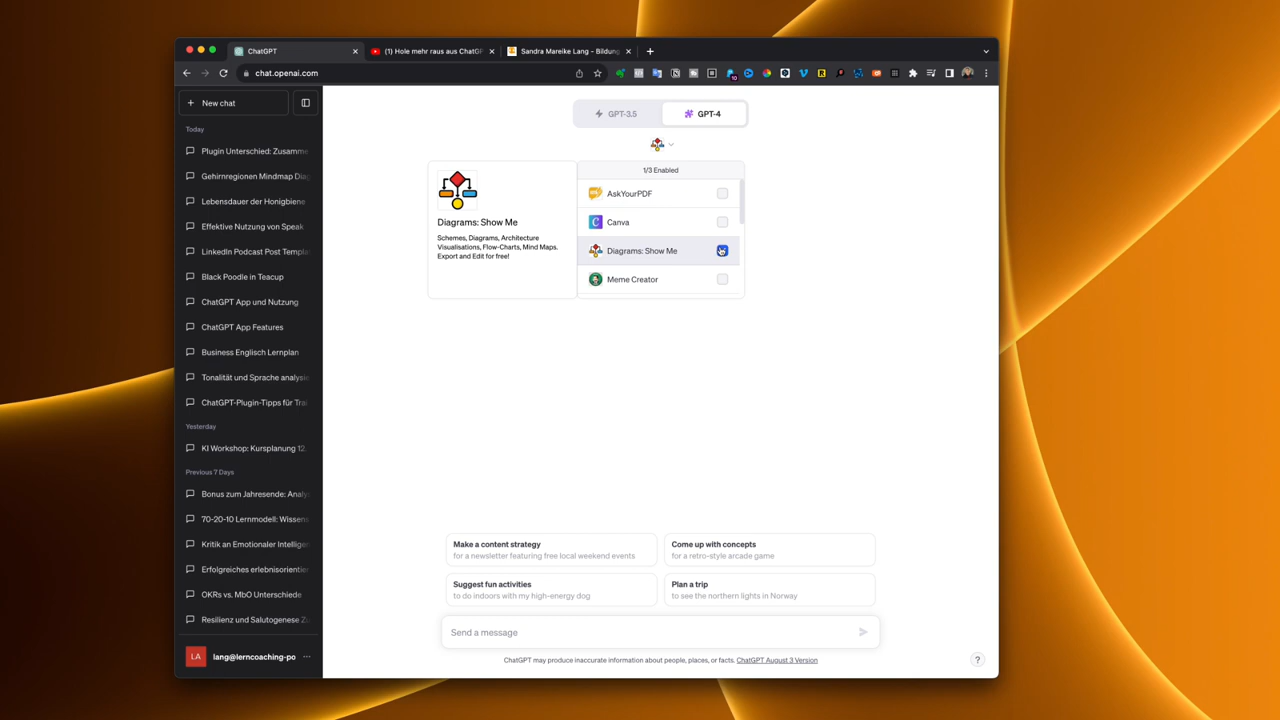 ChatGPT
(1) Hole mehr raus aus ChatGP
Sandra Mareike Lang - Bildung
chat.openai.com
10
New chat
Today
Plugin Unterschied: Zusamme
Gehirnregionen Mindmap Diag
Lebensdauer der Honigbiene
Effektive Nutzung von Speak
LinkedIn Podcast Post Templa
Black Poodle in Teacup
ChatGPT App und Nutzung
ChatGPT App Features
Business Englisch Lernplan
Tonalität und Sprache analysie
ChatGPT-Plugin-Tipps für Trai
Yesterday
KI Workshop: Kursplanung 12.
Previous 7 Days
Bonus zum Jahresende: Analy
70-20-10 Lernmodell: Wissens
Kritik an Emotionaler Intelliger
Erfolgreiches erlebnisorientier
OKRs vs. MbO Unterschiede
Resilienz und Salutogenese Zu
LA
lang@lerncoaching-po
GPT-3.5
GPT-4
Diagrams: Show Me
Schemes, Diagrams, Architecture
Visualisations, Flow-Charts, Mind Maps.
Export and Edit for free!
1/3 Enabled
AskYourPDF
Canva
Diagrams: Show Me
Meme Creator
Make a content strategy
for a newsletter featuring free local weekend events
Come up with concepts
for a retro-style arcade game
Suggest fun activities
to do indoors with my high-energy dog
Plan a trip
to see the northern lights in Norway
Send a message
ChatGPT may produce inaccurate information about people, places, or facts. ChatGPT August 3 Version
?